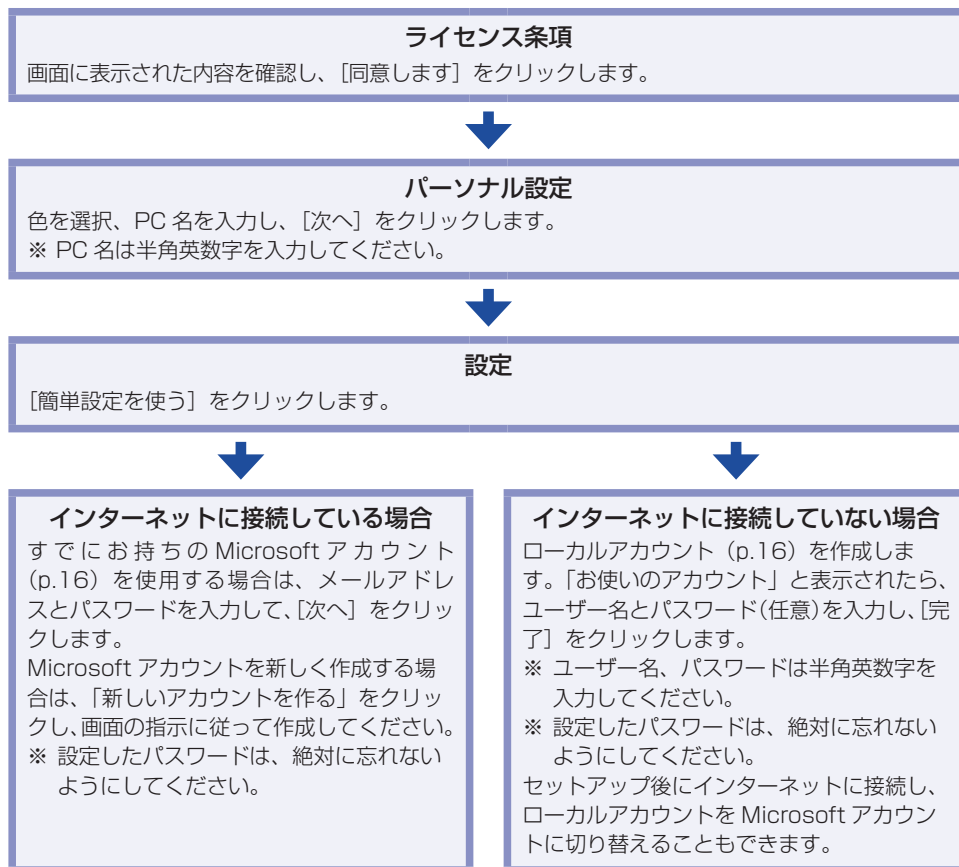 ライセンス条項
画面に表示された内容を確認し、［同意します］をクリックします。
パーソナル設定
色を選択、PC 名を入力し、［次へ］をクリックします。
※ PC 名は半角英数字を入力してください。
設定
［簡単設定を使う］をクリックします。
インターネットに接続している場合
すでにお持ちの Microsoft アカウント
（p.16）を使用する場合は、メールアドレ
スとパスワードを入力して、［次へ］をクリッ
クします。
Microsoft アカウントを新しく作成する場
合は、「新しいアカウントを作る」をクリッ
クし、画面の指示に従って作成してください。
※ 設定したパスワードは、絶対に忘れない
ようにしてください。
インターネットに接続していない場合
ローカルアカウント（p.16）を作成しま
す。「お使いのアカウント」と表示されたら、
ユーザー名とパスワード（任意）を入力し、［完
了］をクリックします。
※ ユーザー名、パスワードは半角英数字を
入力してください。
※ 設定したパスワードは、絶対に忘れない
ようにしてください。
セットアップ後にインターネットに接続し、
ローカルアカウントを Microsoft アカウン
トに切り替えることもできます。